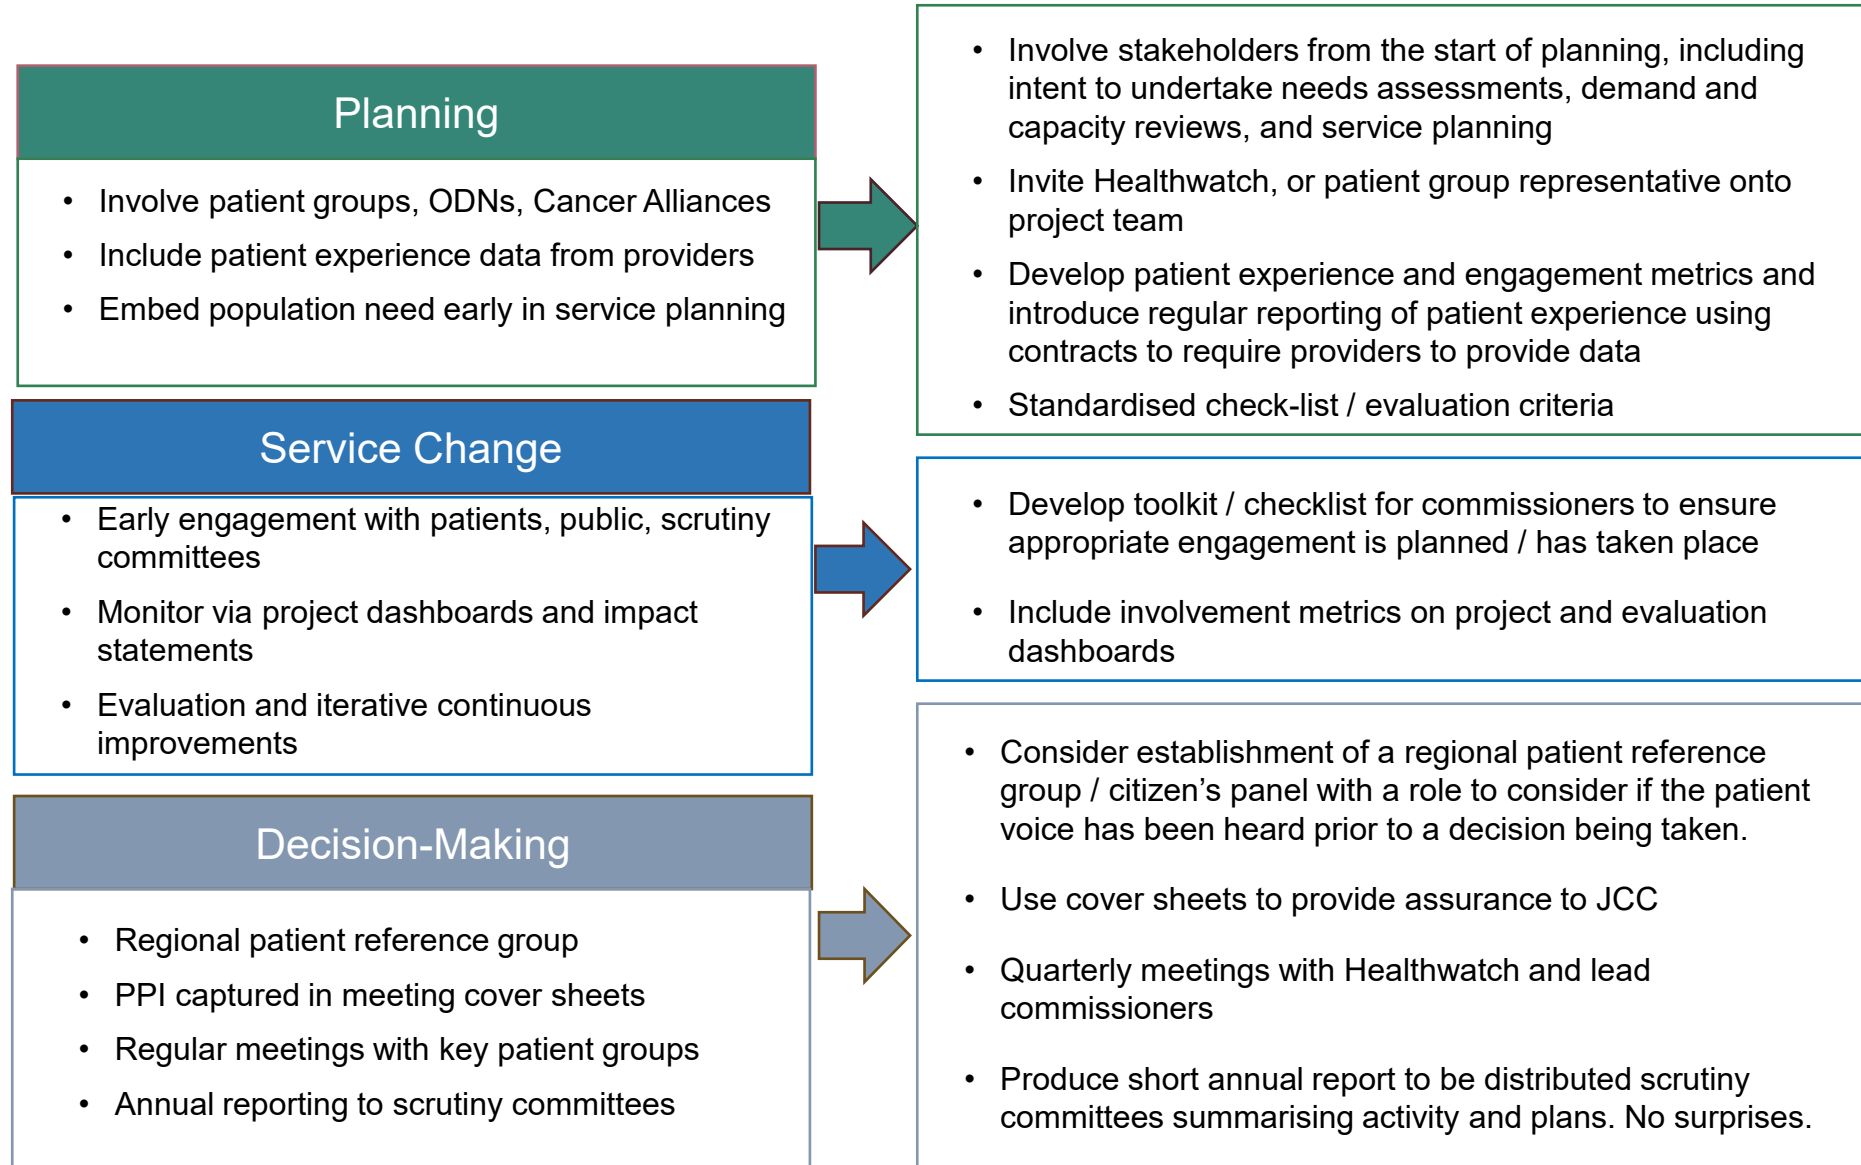 Planning
• Involve patient groups, ODNs, Cancer Alliances
• Include patient experience data from providers
• Embed population need early in service planning
• Involve stakeholders from the start of planning, including
intent to undertake needs assessments, demand and
capacity reviews, and service planning
• Invite Healthwatch, or patient group representative onto
project team
• Develop patient experience and engagement metrics and
introduce regular reporting of patient experience using
contracts to require providers to provide data
• Standardised check-list / evaluation criteria
Service Change
• Early engagement with patients, public, scrutiny
committees
• Monitor via project dashboards and impact
statements
• Evaluation and iterative continuous
improvements
• Develop toolkit / checklist for commissioners to ensure
appropriate engagement is planned / has taken place
• Include involvement metrics on project and evaluation
dashboards
Decision-Making
• Regional patient reference group
• PPI captured in meeting cover sheets
• Regular meetings with key patient groups
• Annual reporting to scrutiny committees
• Consider establishment of a regional patient reference
group / citizen’s panel with a role to consider if the patient
voice has been heard prior to a decision being taken.
• Use cover sheets to provide assurance to JCC
• Quarterly meetings with Healthwatch and lead
commissioners
• Produce short annual report to be distributed scrutiny
committees summarising activity and plans. No surprises.